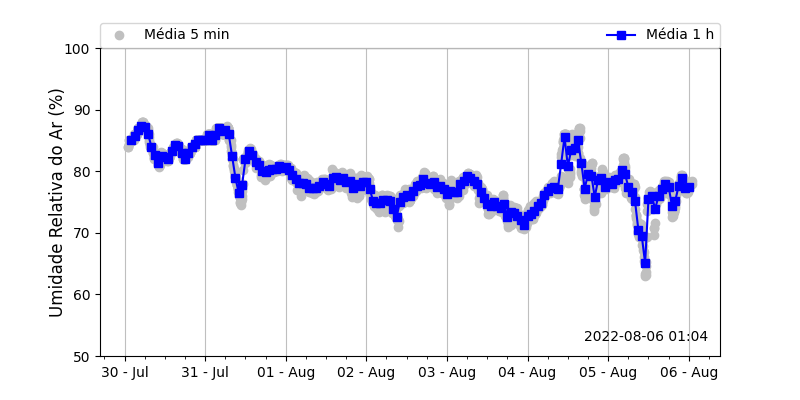 Média 5 min
Média 1 h
Umidade Relativa do Ar (%)
100
90
80
70
60
50
2022-08-06 01:04
30 - Jul
31 - Jul
01 - Aug
02 - Aug
03 - Aug
04 - Aug
05 - Aug
06 - Aug